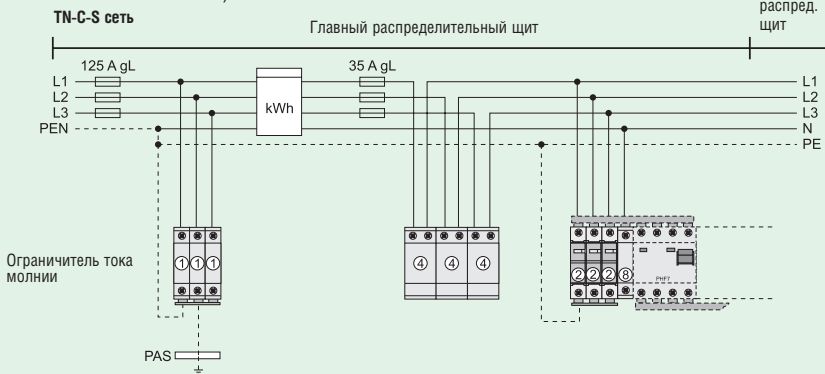 распред.
щит
TN-C-S сеть
Главный распределительный щит
125 A gL
35 A gL
L1
L2
L3
PEN
kWh
L1
L2
L3
N
PE
Ограничитель тока
молнии
1 1 1
4 4 4
2 2 2 8
PHF7
PAS